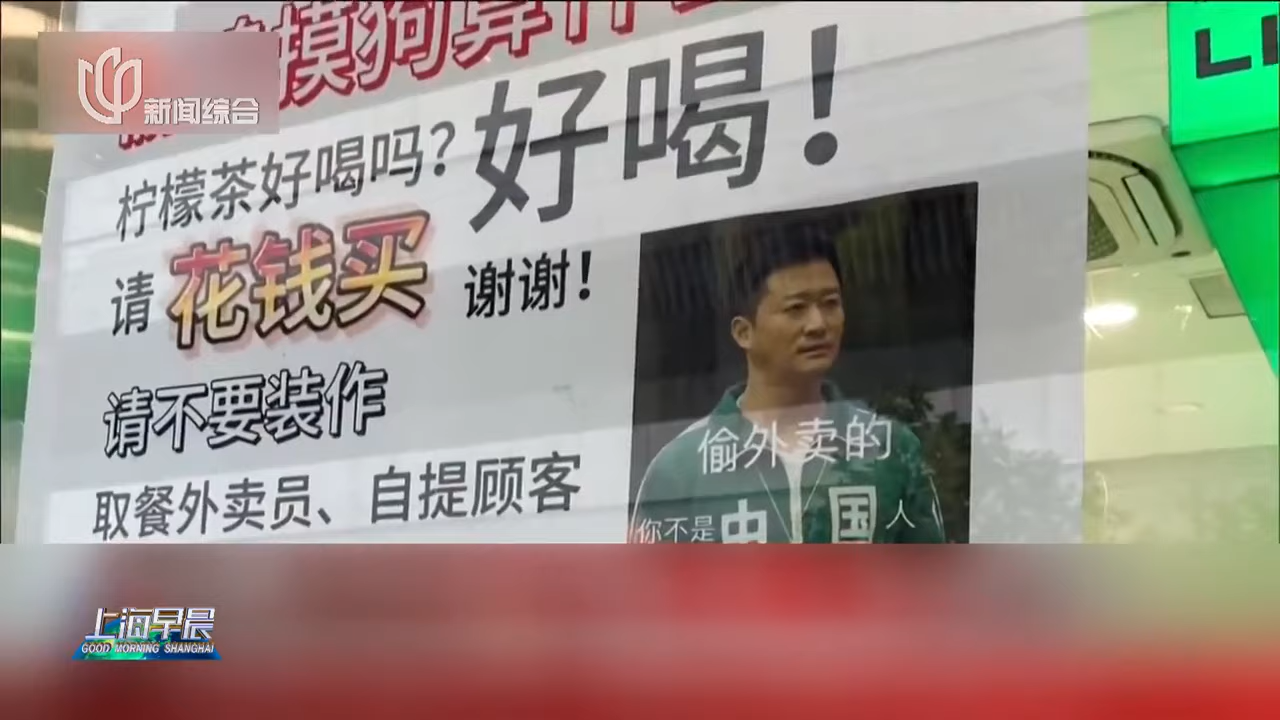 摸狗算什
新闻综合
柠檬茶好喝吗？好喝！
请花钱买谢谢！
请不要装作
取餐外卖员、自提顾客
偷外卖的
你不是中国人
LI
上海早晨
GOOD MORNING SHANGHAI